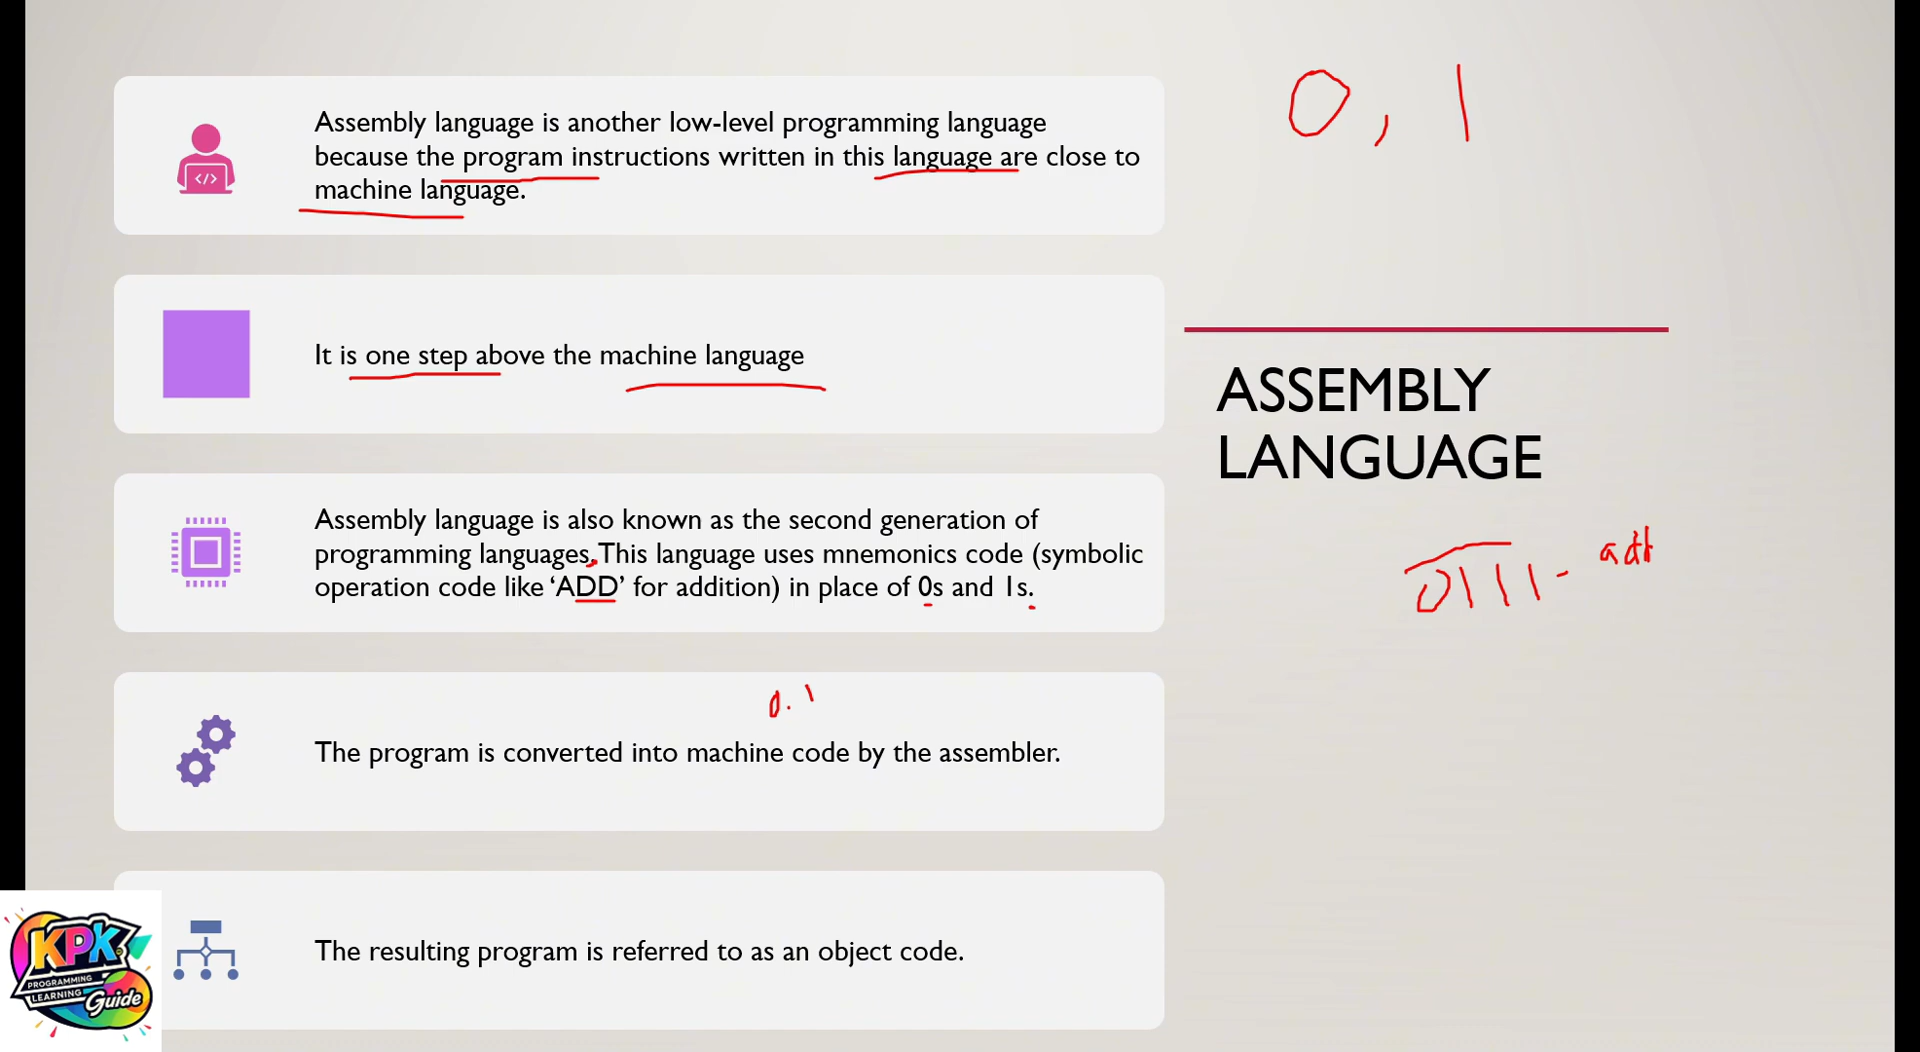 Assembly language is another low-level programming language
because the program instructions written in this language are close to
machine language.
It is one step above the machine language
Assembly language is also known as the second generation of
programming languages.This language uses mnemonics code (symbolic
operation code like ‘ADD’ for addition) in place of 0s and 1s.
0.1
The program is converted into machine code by the assembler.
The resulting program is referred to as an object code.
0, 1
ASSEMBLY
LANGUAGE
0111-
KPK
PROGRAMMING
LEARNING
Guide